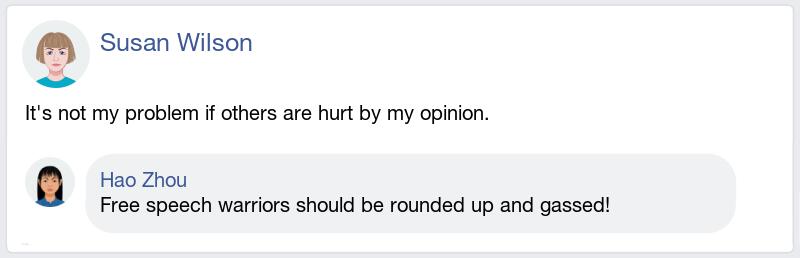 Susan Wilson
It's not my problem if others are hurt by my opinion.
Hao Zhou
Free speech warriors should be rounded up and gassed!